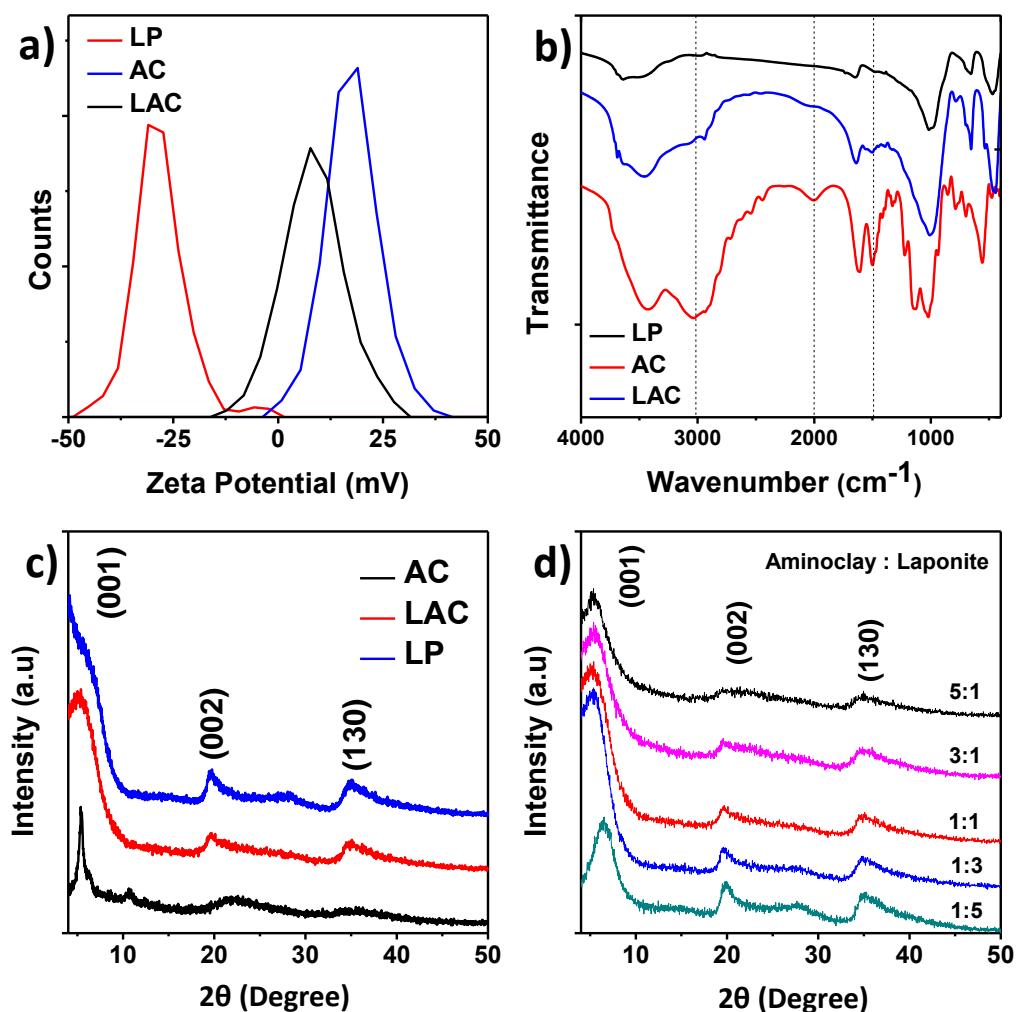 a)
LP
AC
LAC
Counts
-50
-25
0
25
50
Zeta Potential (mV)
b)
Transmittance
LP
AC
LAC
4000
3000
2000
1000
Wavenumber (cm-1)
c)
(001)
(002)
(130)
AC
LAC
LP
Intensity (a.u)
10
20
30
40
50
2θ (Degree)
d)
Aminoclay : Laponite
(001)
(002)
(130)
5:1
3:1
1:1
1:3
1:5
Intensity (a.u)
10
20
30
40
50
2θ (Degree)